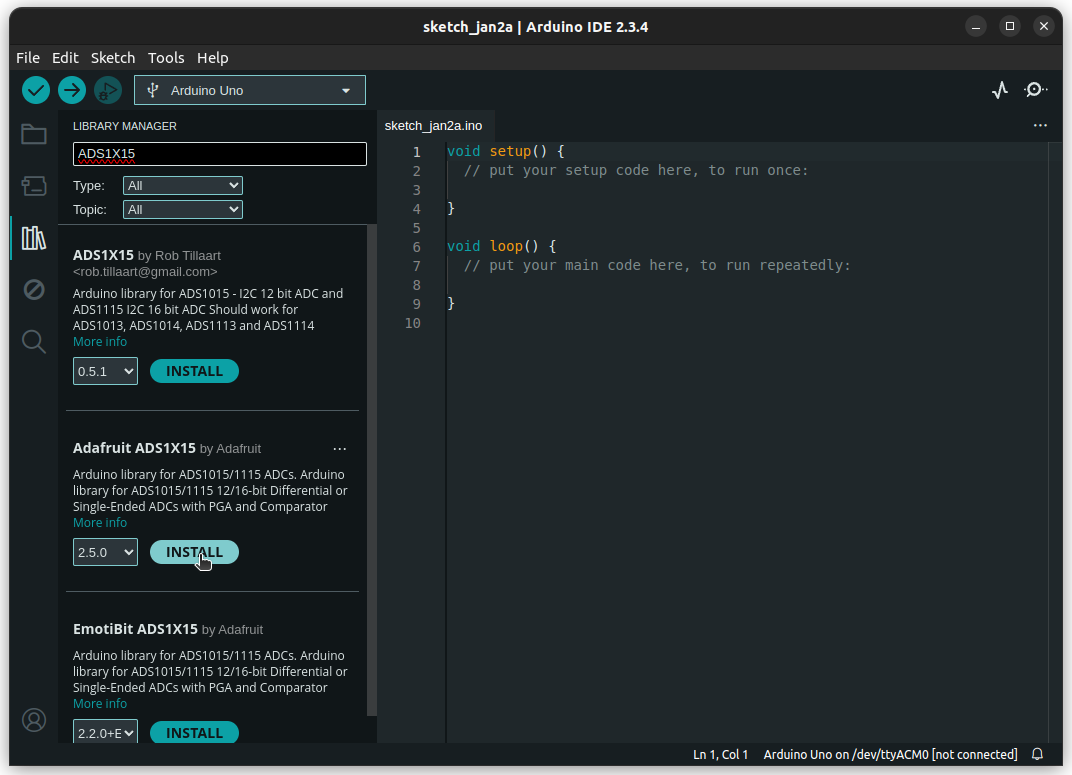 sketch_jan2a | Arduino IDE 2.3.4
File Edit Sketch Tools Help
Arduino Uno
LIBRARY MANAGER
ADS1X15
Type: All
Topic: All
ADS1X15 by Rob Tillaart
<rob.tillaart@gmail.com>
Arduino library for ADS1015 - I2C 12 bit ADC and
ADS1115 I2C 16 bit ADC Should work for
ADS1013, ADS1014, ADS1113 and ADS1114
More info
0.5.1 INSTALL
Adafruit ADS1X15 by Adafruit ...
Arduino library for ADS1015/1115 ADCs. Arduino
library for ADS1015/1115 12/16-bit Differential or
Single-Ended ADCs with PGA and Comparator
More info
2.5.0 INSTALL
EmotiBit ADS1X15 by Adafruit
Arduino library for ADS1015/1115 ADCs. Arduino
library for ADS1015/1115 12/16-bit Differential or
Single-Ended ADCs with PGA and Comparator
More info
2.2.0+E INSTALL
sketch_jan2a.ino ...
1 void setup() {
2 // put your setup code here, to run once:
3
4 }
5
6 void loop() {
7 // put your main code here, to run repeatedly:
8
9 }
10
Ln 1, Col 1 Arduino Uno on /dev/ttyACM0 [not connected]